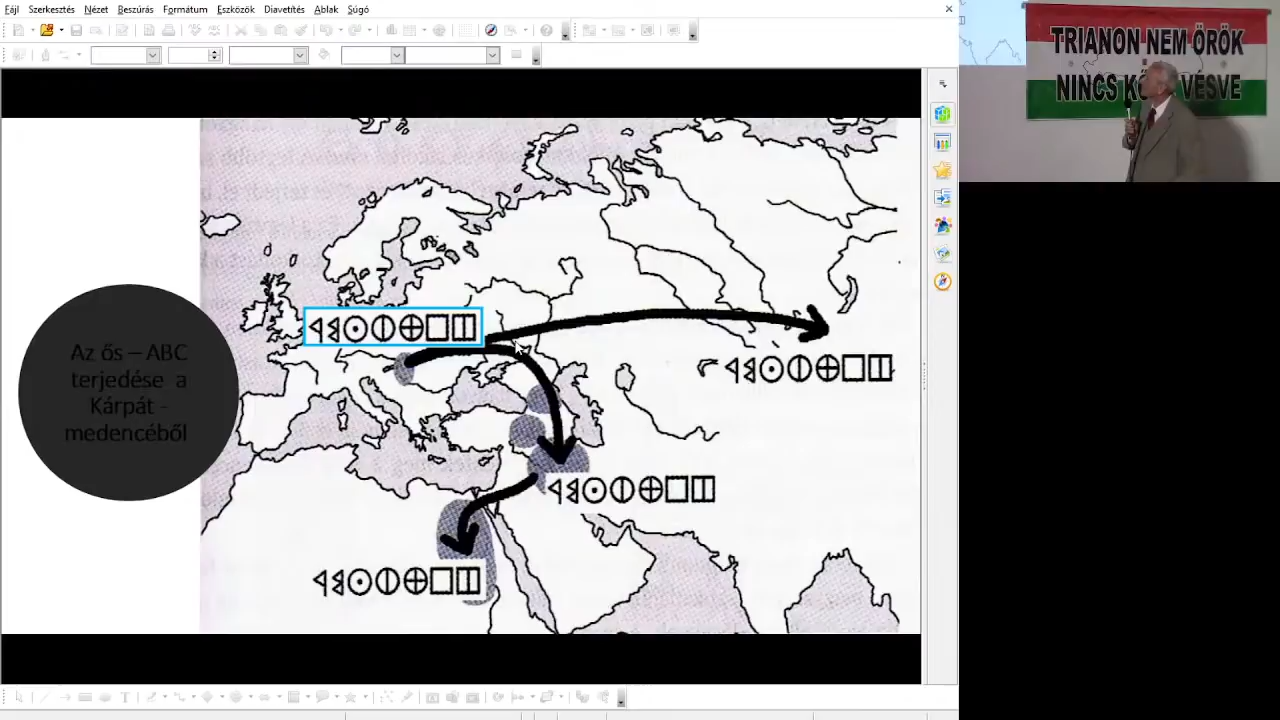 Fájl Szerkesztés Nézet Beszúrás Formátum Eszközök Diavetítés Ablak Súgó
TRIANON NEM ÖRÖK
NINCS VÉSVE
Az ős – ABC
terjedése a
Kárpát -
medencéből